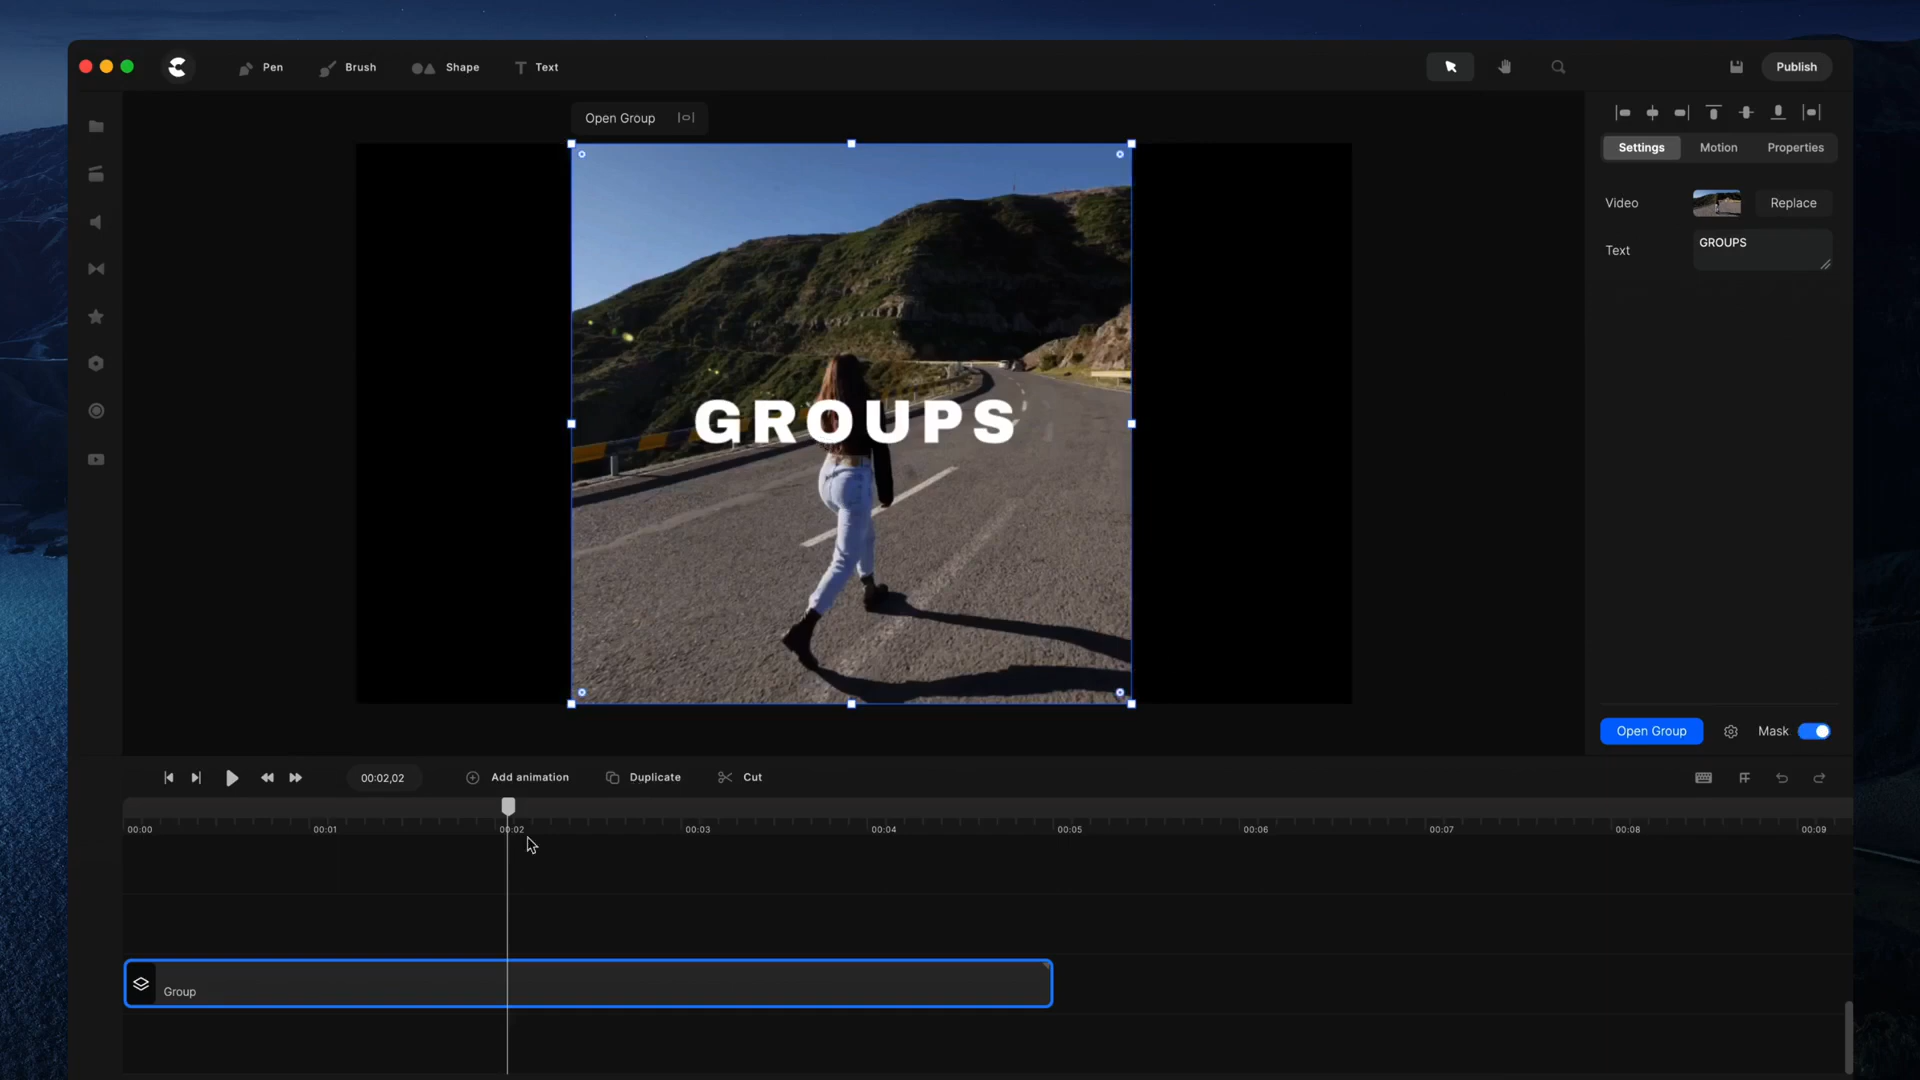 Pen
Brush
Shape
Text
Publish
Open Group
Settings
Motion
Properties
Video
Replace
Text
GROUPS
GROUPS
Open Group
Mask
00:02,02
Add animation
Duplicate
Cut
00:00
00:01
00:02
00:03
00:04
00:05
00:06
00:07
00:08
00:09
Group